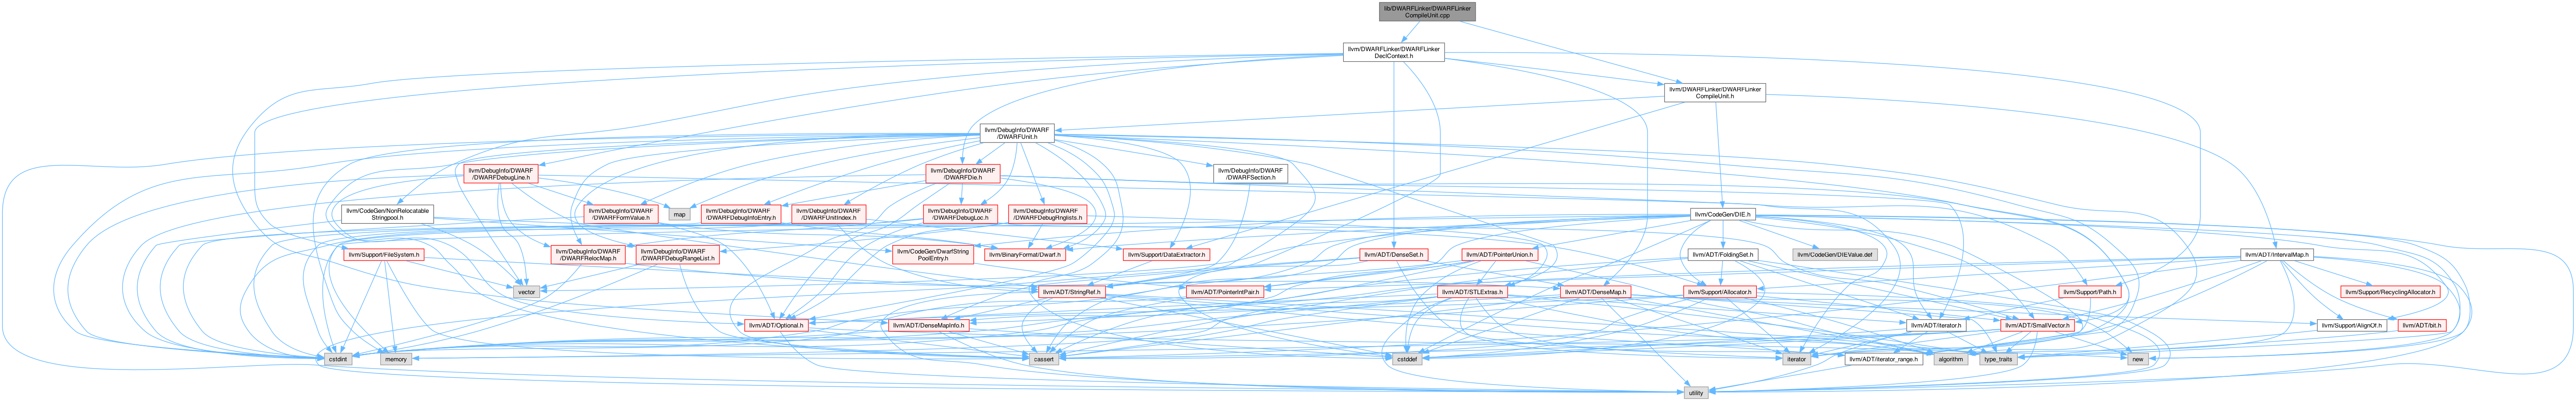 lib/DWARFLinker/DWARFLinker
CompileUnit.cpp
llvm/DWARFLinker/DWARFLinker
DeclContext.h
llvm/DWARFLinker/DWARFLinker
CompileUnit.h
llvm/DebugInfo/DWARF
/DWARFUnit.h
llvm/DebugInfo/DWARF
/DWARFDebugLine.h
llvm/DebugInfo/DWARF
/DWARFDie.h
llvm/DebugInfo/DWARF
/DWARFSection.h
llvm/CodeGen/NonRelocatable
Stringpool.h
llvm/DebugInfo/DWARF
/DWARFFormValue.h
map
llvm/DebugInfo/DWARF
/DWARFDebugInfoEntry.h
llvm/DebugInfo/DWARF
/DWARFUnitIndex.h
llvm/DebugInfo/DWARF
/DWARFDebugLoc.h
llvm/DebugInfo/DWARF
/DWARFDebugRnglists.h
llvm/CodeGen/DIE.h
llvm/Support/FileSystem.h
llvm/DebugInfo/DWARF
/DWARFRelocMap.h
llvm/DebugInfo/DWARF
/DWARFDebugRangeList.h
llvm/CodeGen/DwarfString
PoolEntry.h
llvm/BinaryFormat/Dwarf.h
llvm/Support/DataExtractor.h
llvm/ADT/DenseSet.h
llvm/ADT/PointerUnion.h
llvm/ADT/FoldingSet.h
llvm/CodeGen/DIEValue.def
llvm/ADT/IntervalMap.h
vector
llvm/ADT/StringRef.h
llvm/ADT/PointerIntPair.h
llvm/ADT/STLExtras.h
llvm/ADT/DenseMap.h
llvm/Support/Allocator.h
llvm/Support/Path.h
llvm/Support/RecyclingAllocator.h
llvm/ADT/Optional.h
llvm/ADT/DenseMapInfo.h
llvm/ADT/iterator.h
llvm/ADT/SmallVector.h
llvm/Support/AlignOf.h
llvm/ADT/bit.h
cstdint
memory
cassert
cstddef
iterator
llvm/ADT/iterator_range.h
algorithm
type_traits
new
utility